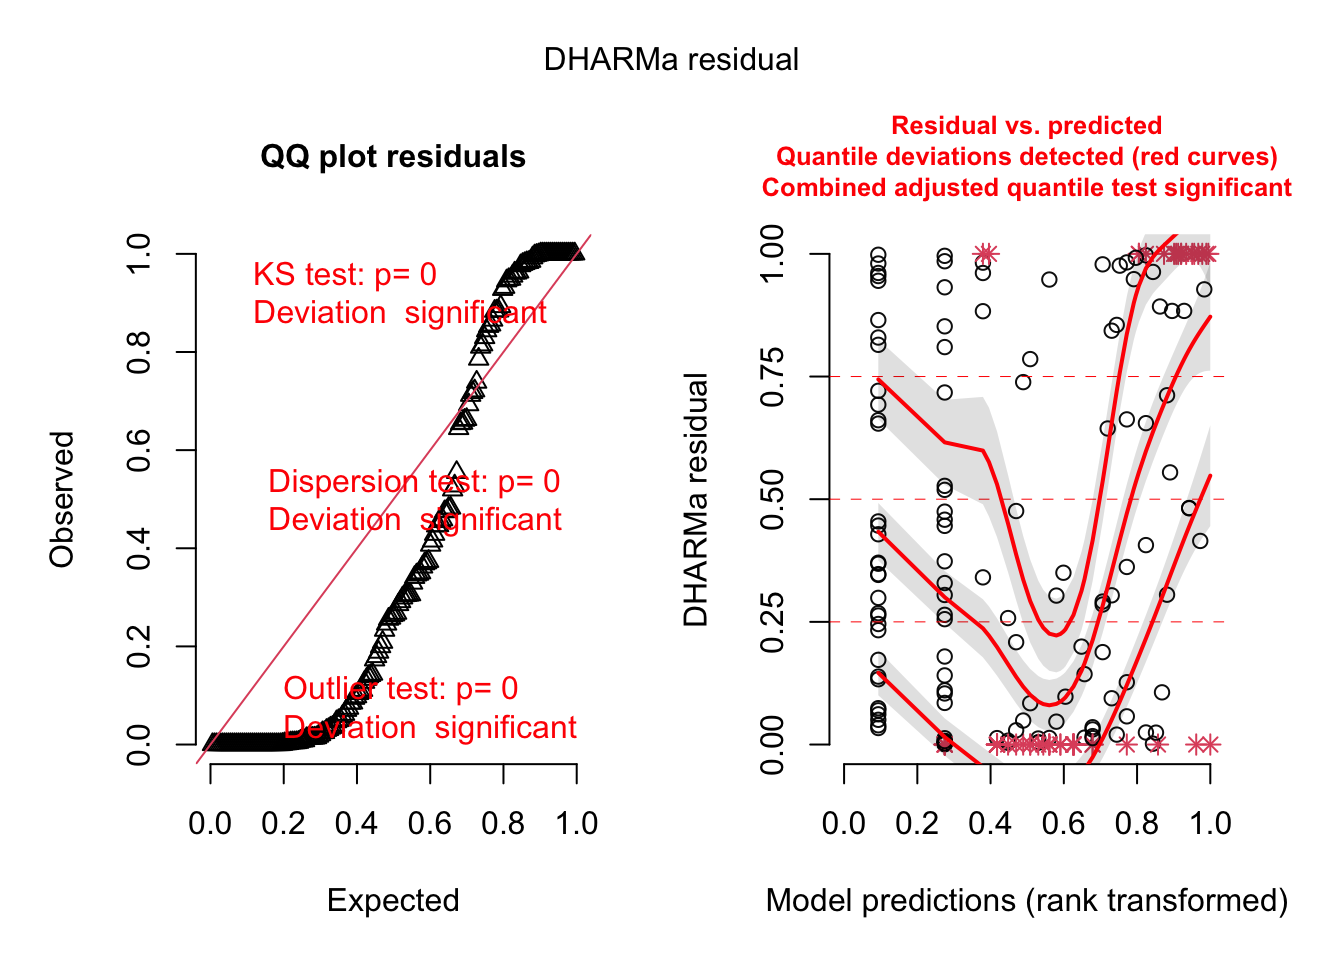 DHARMa residual
QQ plot residuals
KS test: p= 0
Deviation  significant
Dispersion test: p= 0
Deviation  significant
Outlier test: p= 0
Deviation  significant
Observed
0.0 0.2 0.4 0.6 0.8 1.0
0.0 0.2 0.4 0.6 0.8 1.0
Expected
Residual vs. predicted
Quantile deviations detected (red curves)
Combined adjusted quantile test significant
DHARMa residual
0.00 0.25 0.50 0.75 1.00
0.0 0.2 0.4 0.6 0.8 1.0
Model predictions (rank transformed)